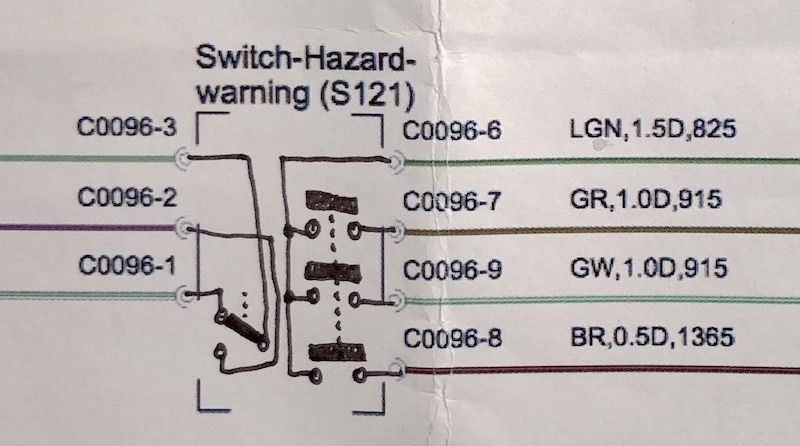 Switch-Hazard-
warning (S121)
C0096-3
C0096-6 LGN,1.5D,825
C0096-2
C0096-7 GR,1.0D,915
C0096-1
C0096-9 GW,1.0D,915
C0096-8 BR,0.5D,1365